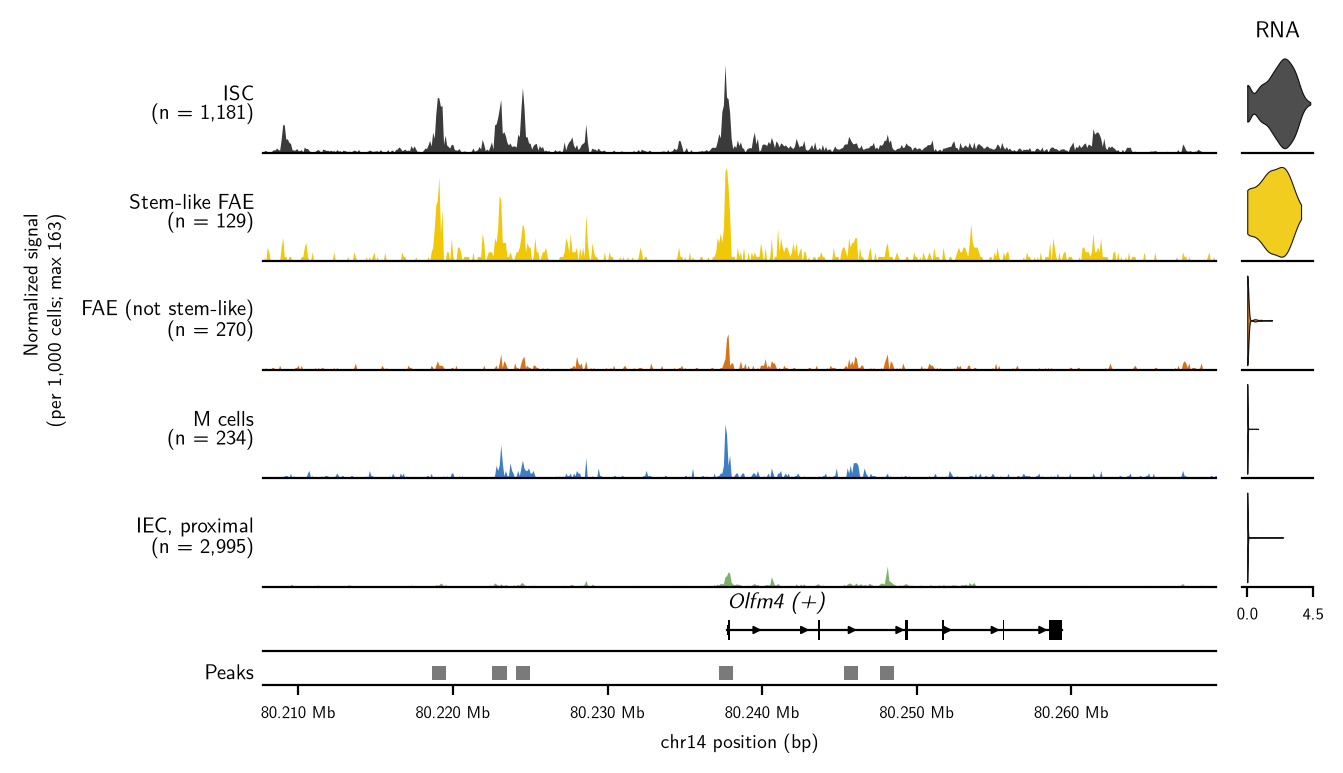 RNA
ISC
(n = 1,181)
Stem-like FAE
(n = 129)
Normalized signal
(per 1,000 cells; max 163)
FAE (not stem-like)
(n = 270)
M cells
(n = 234)
IEC, proximal
(n = 2,995)
Olfm4 (+)
0.0 4.5
Peaks
80.210 Mb 80.220 Mb 80.230 Mb 80.240 Mb 80.250 Mb 80.260 Mb
chr14 position (bp)